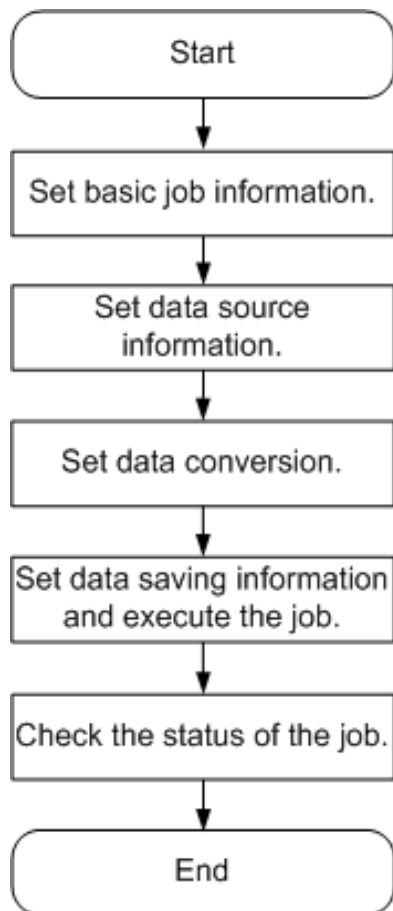 Start
Set basic job information.
Set data source
information.
Set data conversion.
Set data saving information
and execute the job.
Check the status of the job.
End